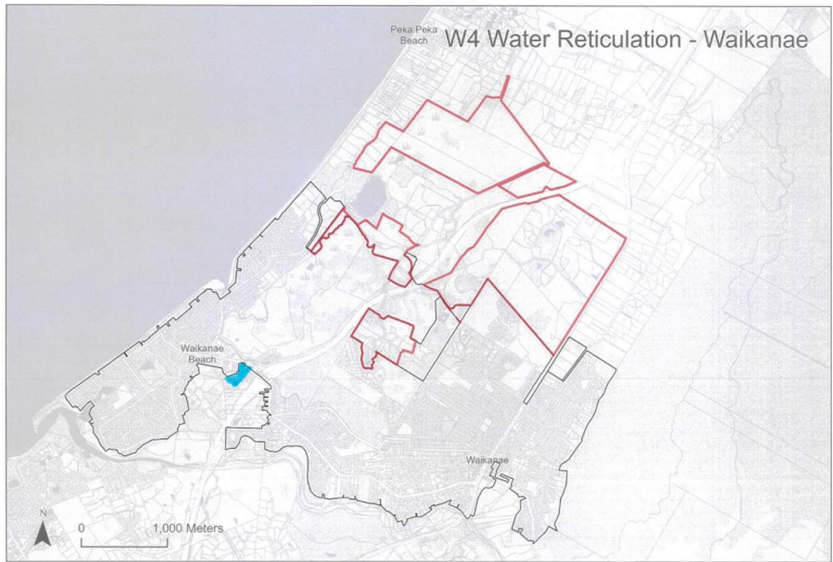 Peka Peka
Beach
W4 Water Reticulation - Waikanae
Waikanae
Beach
Waikanae
N
0
1,000 Meters